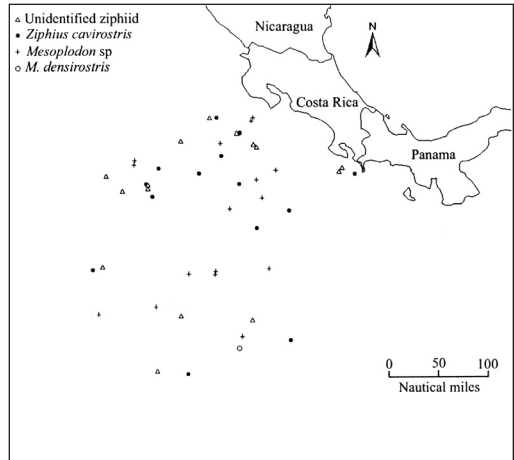 △ Unidentified ziphiid
• Ziphius cavirostris
+ Mesoplodon sp
○ M. densirostris
Nicaragua
N
Costa Rica
Panama
0 50 100
Nautical miles